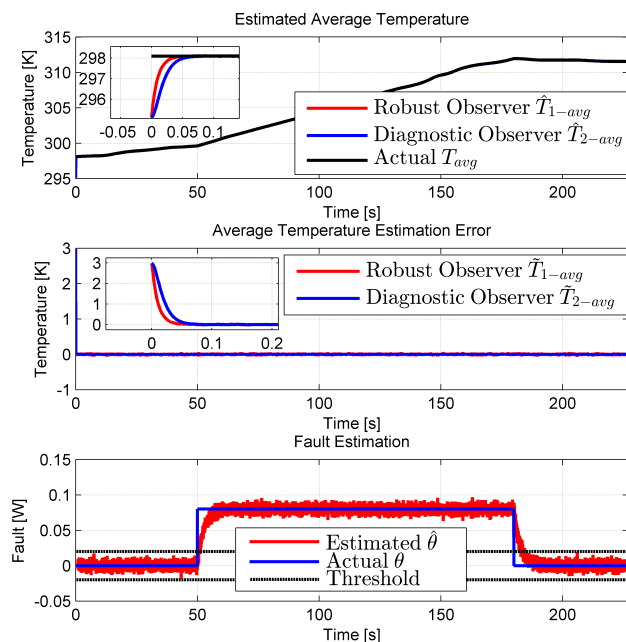 Estimated Average Temperature
Temperature [K]
315
310
305
300
295
298
297
296
-0.05 0 0.05 0.1
Robust Observer T̂1−avg
Diagnostic Observer T̂2−avg
Actual Tavg
0 50 100 150 200
Time [s]
Average Temperature Estimation Error
Temperature [K]
3
2
1
0
-1
3
2
1
0
0 0.1 0.2
Robust Observer T̃1−avg
Diagnostic Observer T̃2−avg
0 50 100 150 200
Time [s]
Fault Estimation
Fault [W]
0.15
0.1
0.05
0
-0.05
Estimated θ̂
Actual θ
Threshold
0 50 100 150 200
Time [s]